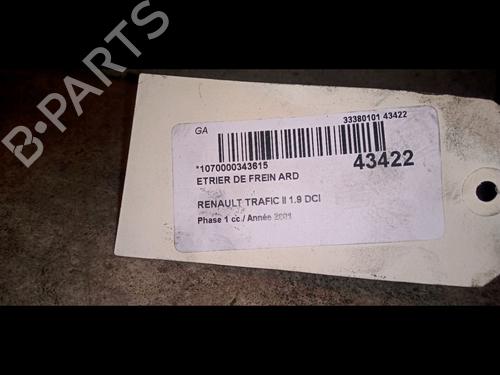 B-PARTS
GA
33380101 43422
*1070000343615
43422
ETRIER DE FREIN ARD
RENAULT TRAFIC II 1.9 DCI
Phase 1 cc./ Année 2001